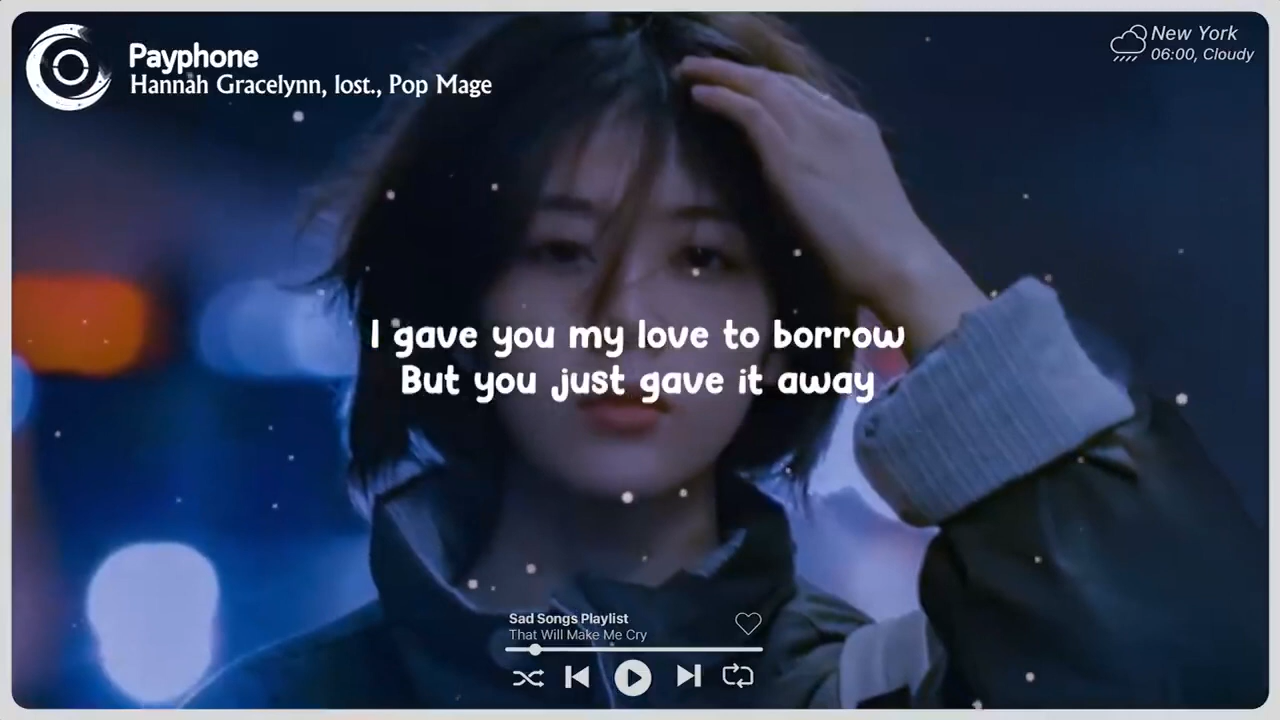 Payphone
Hannah Gracelynn, lost., Pop Mage
New York
06:00, Cloudy
I gave you my love to borrow
But you just gave it away
Sad Songs Playlist
That Will Make Me Cry